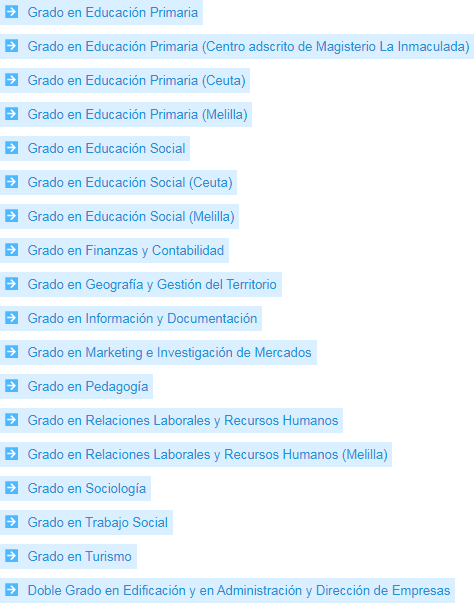 Grado en Educación Primaria
Grado en Educación Primaria (Centro adscrito de Magisterio La Inmaculada)
Grado en Educación Primaria (Ceuta)
Grado en Educación Primaria (Melilla)
Grado en Educación Social
Grado en Educación Social (Ceuta)
Grado en Educación Social (Melilla)
Grado en Finanzas y Contabilidad
Grado en Geografía y Gestión del Territorio
Grado en Información y Documentación
Grado en Marketing e Investigación de Mercados
Grado en Pedagogía
Grado en Relaciones Laborales y Recursos Humanos
Grado en Relaciones Laborales y Recursos Humanos (Melilla)
Grado en Sociología
Grado en Trabajo Social
Grado en Turismo
Doble Grado en Edificación y en Administración y Dirección de Empresas